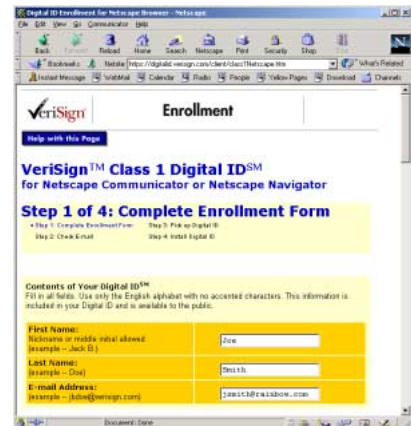 Digital ID Enrollment for Netscape Browser - Netscape
File Edit View Go Communicator Help
Back Forward Reload Home Search Netscape Print Security Shop
Bookmarks Netsite: https://digitalid.verisign.com/client/class1Netscape.htm What's Related
Instant Message WebMail Calendar Radio People Yellow Pages Download Channels
VeriSign Enrollment
Help with this Page
VeriSign™ Class 1 Digital IDSM
for Netscape Communicator or Netscape Navigator
Step 1 of 4: Complete Enrollment Form
Step 1: Complete Enrollment Form Step 3: Pick up Digital ID
Step 2: Check E-mail Step 4: Install Digital ID
Contents of Your Digital IDSM
Fill in all fields. Use only the English alphabet with no accented characters. This information is
included in your Digital ID and is available to the public.
First Name:
Nickname or middle initial allowed
(example -- Jack B.)
Joe
Last Name:
(example -- Doe)
Smith
E-mail Address:
(example -- jbdoe@verisign.com)
jsmith@rainbow.com
Document: Done